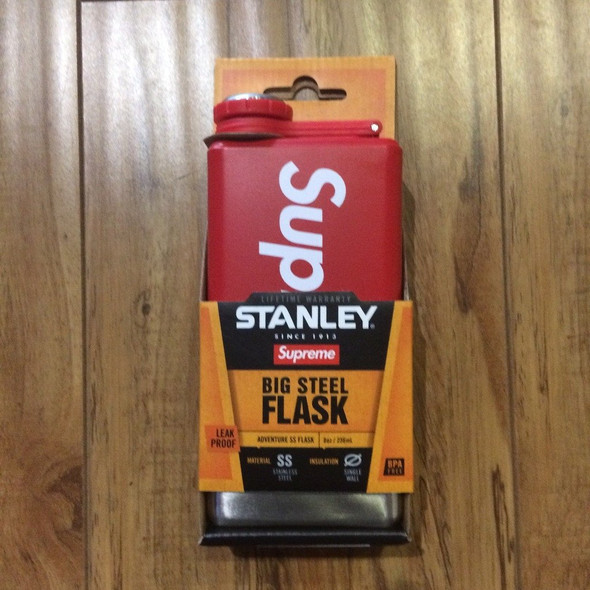 Sup
LIFETIME WARRANTY
STANLEY
SINCE 1913
Supreme
BIG STEEL
FLASK
LEAK
PROOF
ADVENTURE SS FLASK 8oz / 236mL
MATERIAL SS
STAINLESS
STEEL
INSULATION
SINGLE
WALL
BPA
FREE